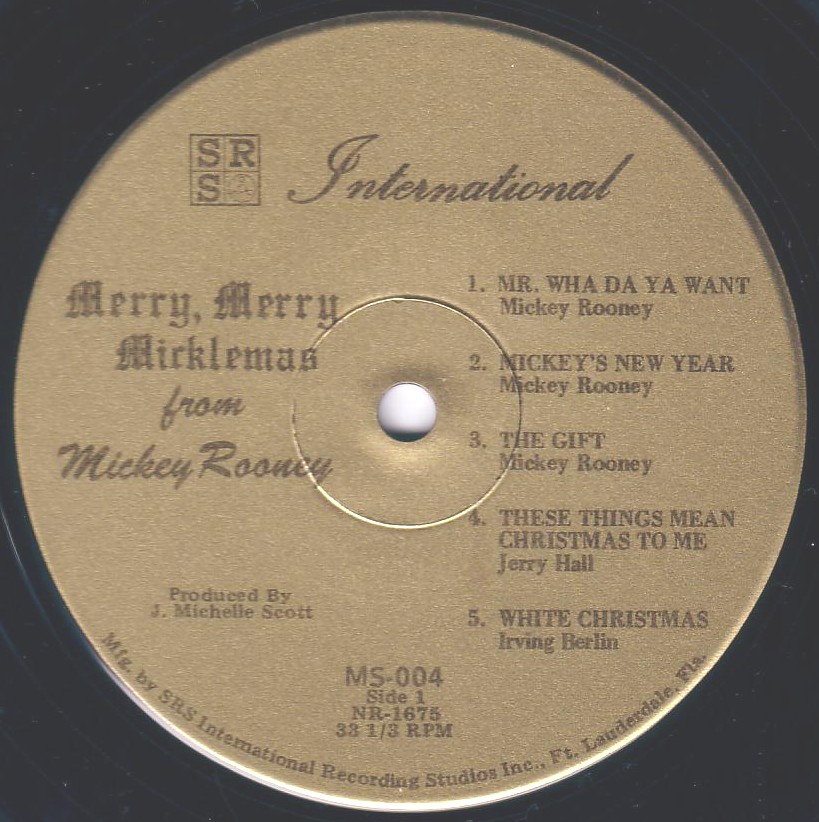 SR
S
International
Merry, Merry
Micklemas
from
Mickey Rooney
1. MR. WHA DA YA WANT
Mickey Rooney
2. MICKEY'S NEW YEAR
Mickey Rooney
3. THE GIFT
Mickey Rooney
4. THESE THINGS MEAN
CHRISTMAS TO ME
Jerry Hall
5. WHITE CHRISTMAS
Irving Berlin
Produced By
J. Michelle Scott
MS-004
Side 1
NR-1675
33 1/3 RPM
Mfg. by SRS International Recording Studios Inc., Ft. Lauderdale, Fla.